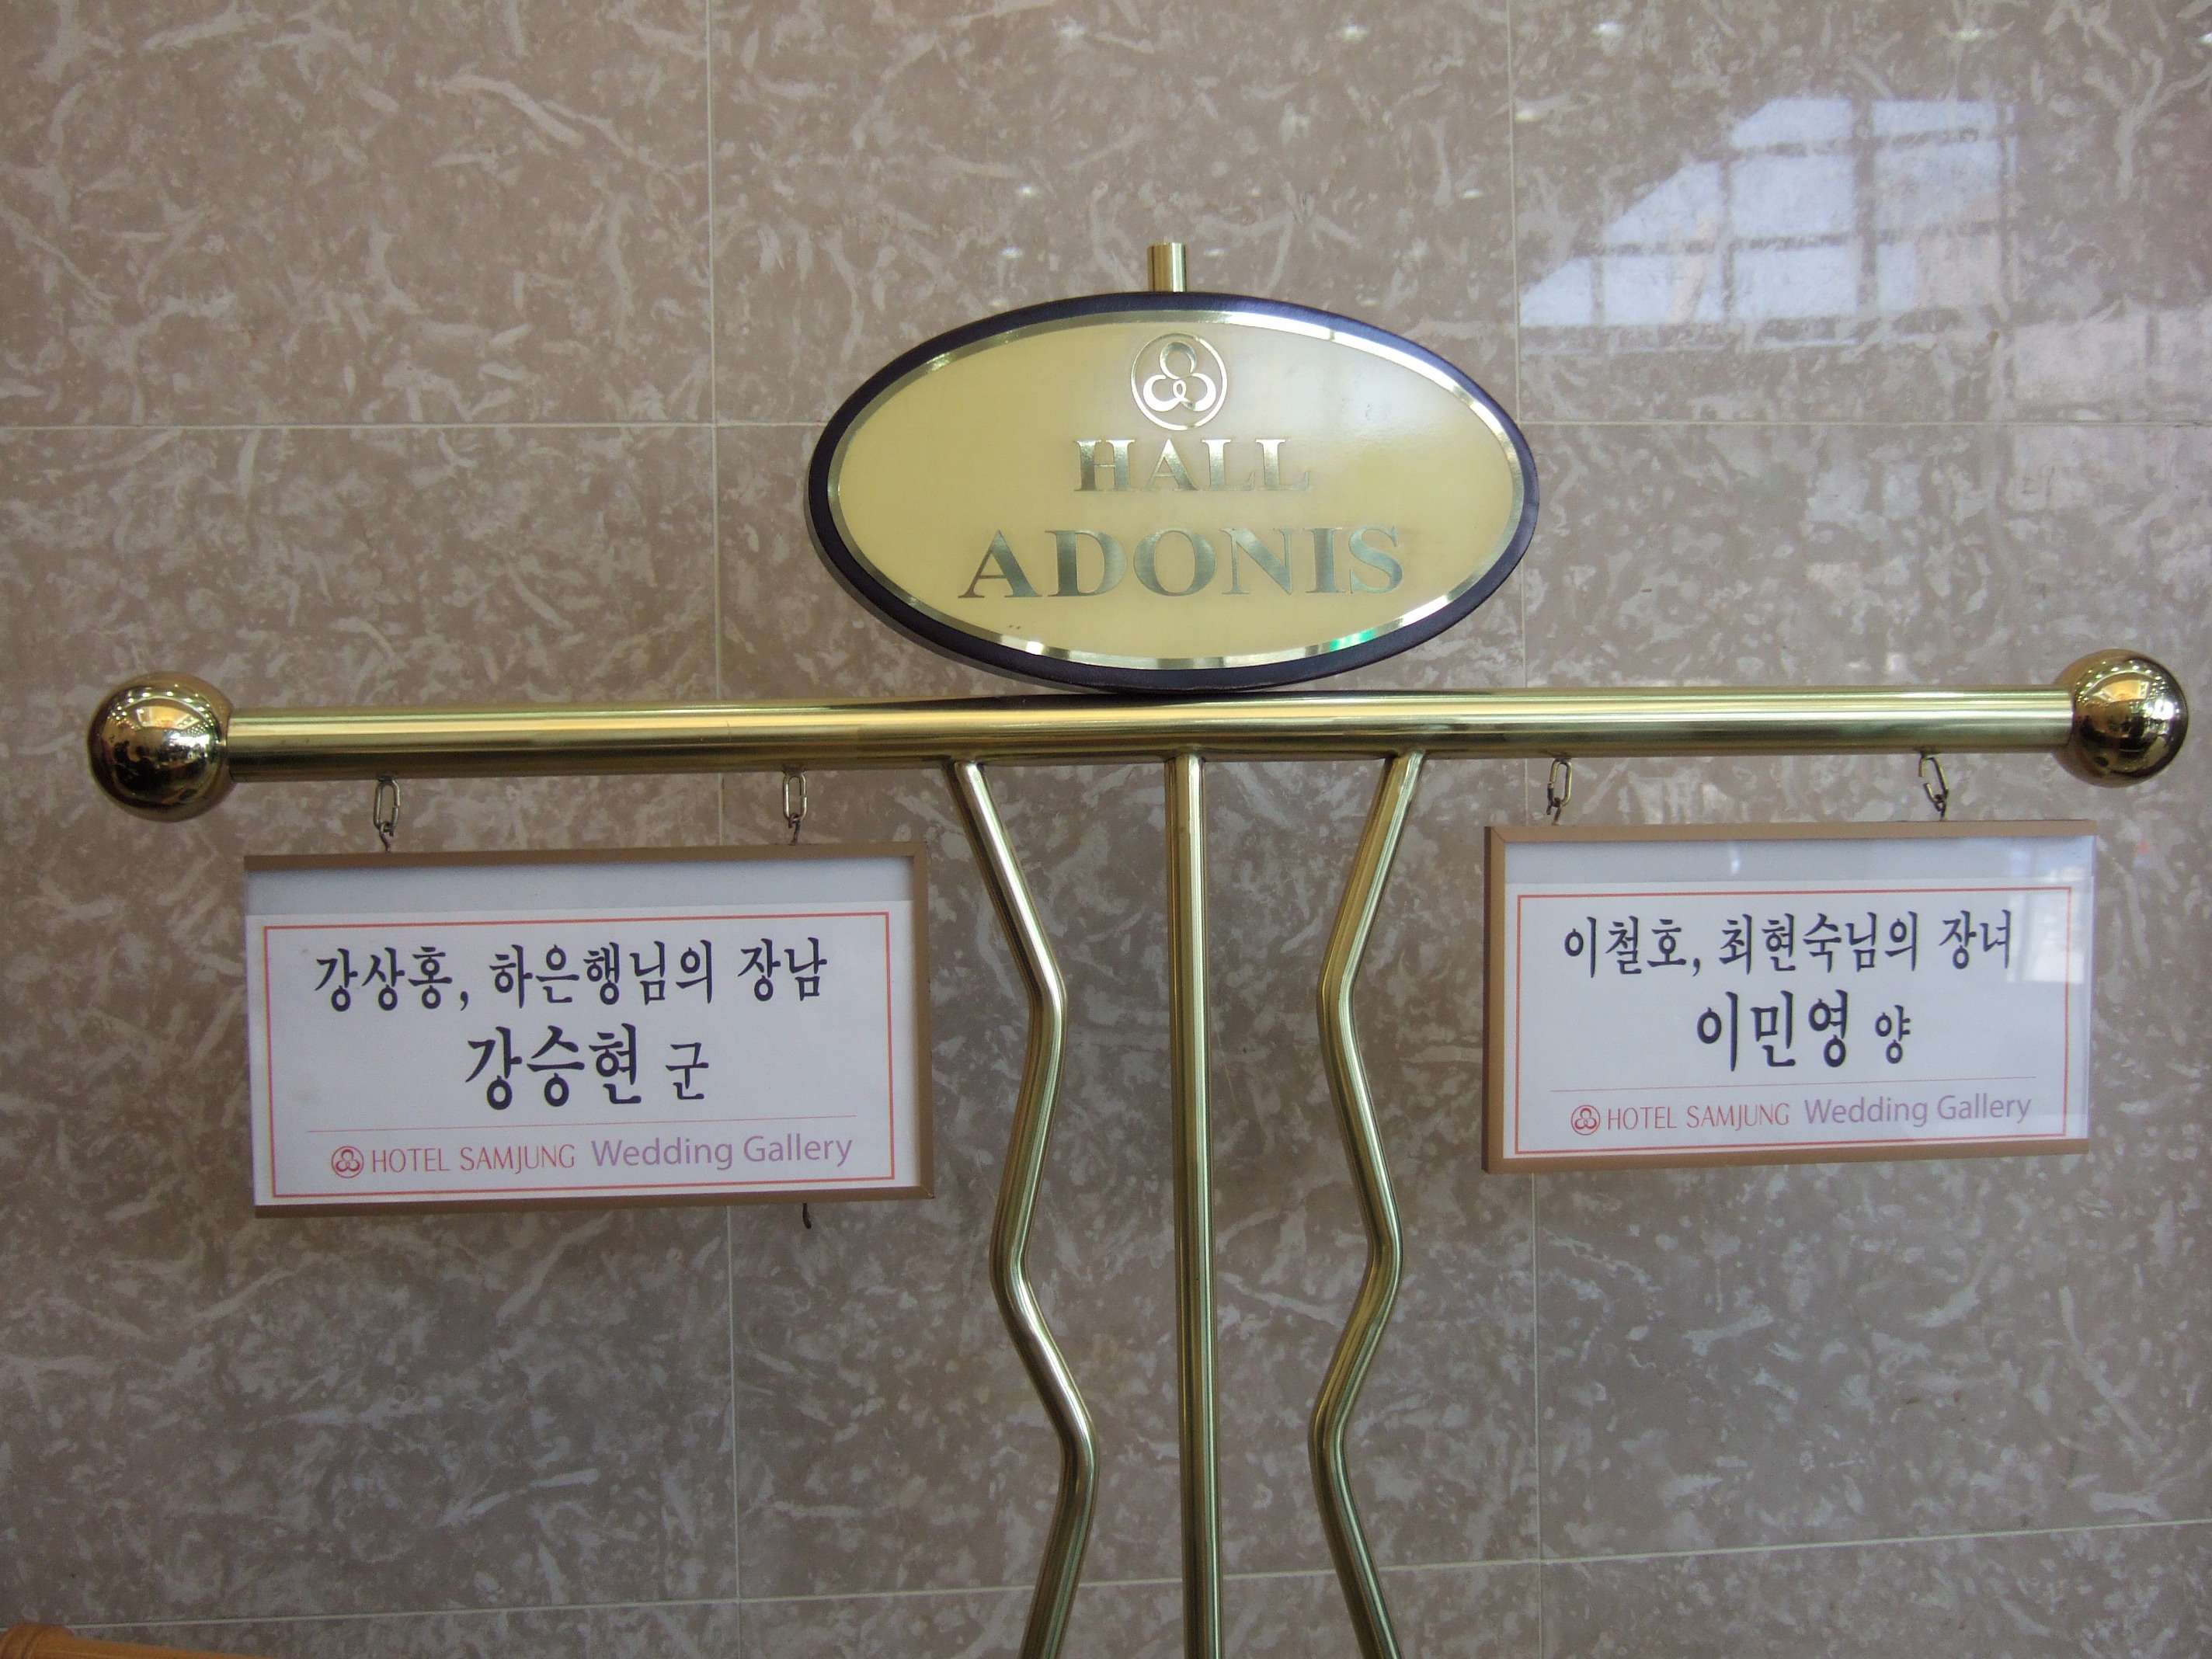 HALL
ADONIS
강상홍, 하은행님의 장남
강승현 군
HOTEL SAMJUNG Wedding Gallery
이철호, 최현숙님의 장녀
이민영 양
HOTEL SAMJUNG Wedding Gallery